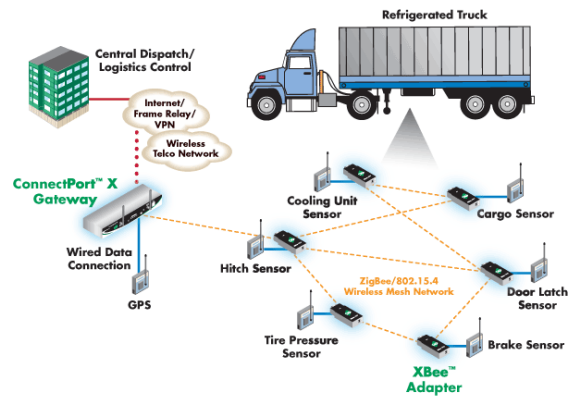 Refrigerated Truck
Central Dispatch/
Logistics Control
Internet/
Frame Relay/
VPN
Wireless
Telco Network
ConnectPort™ X
Gateway
Wired Data
Connection
GPS
Cooling Unit
Sensor
Cargo Sensor
Hitch Sensor
ZigBee/802.15.4
Wireless Mesh Network
Door Latch
Sensor
Tire Pressure
Sensor
Brake Sensor
XBee™
Adapter